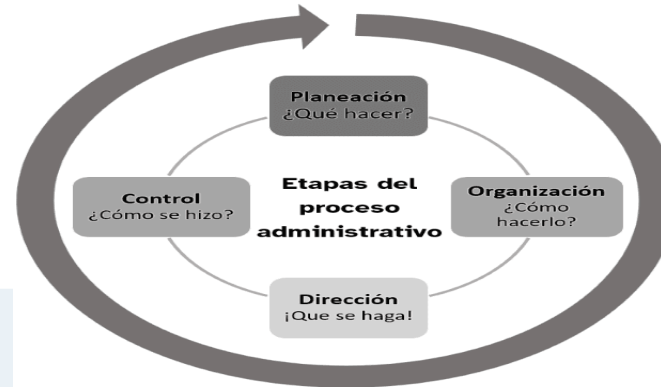 Planeación
¿Qué hacer?
Control
¿Cómo se hizo?
Etapas del
proceso
administrativo
Organización
¿Cómo
hacerlo?
Dirección
¡Que se haga!